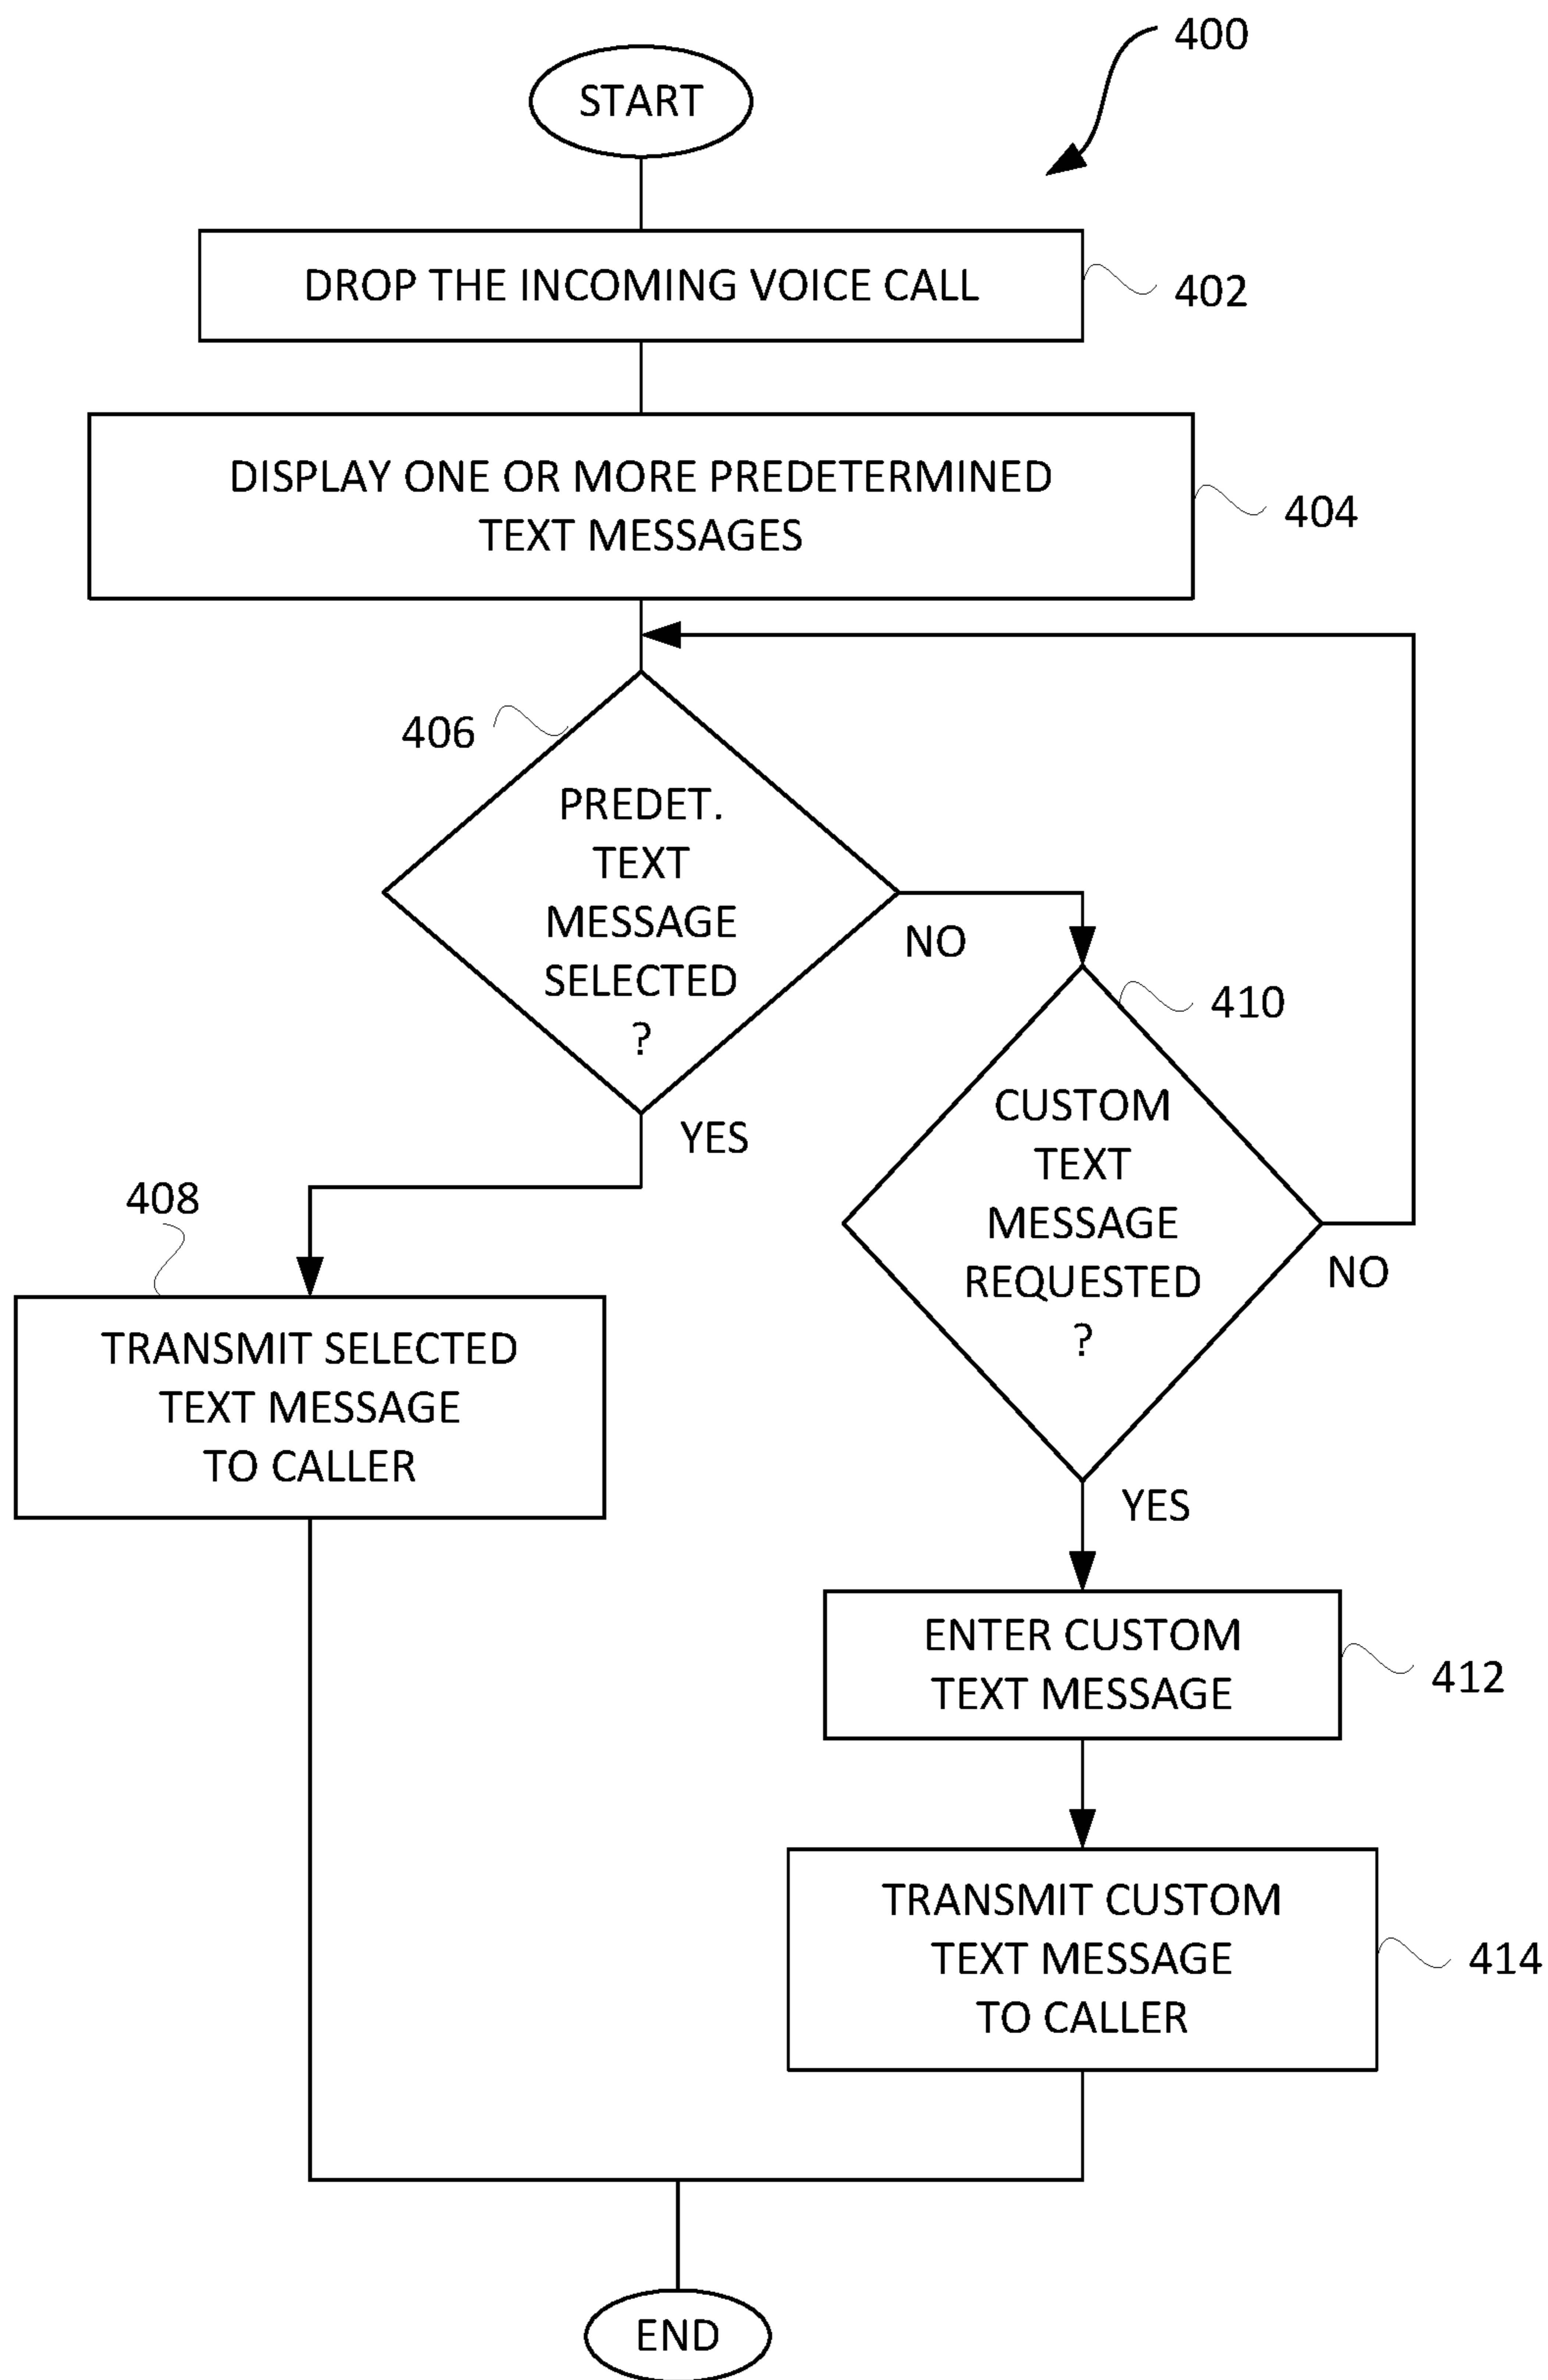 400
START
DROP THE INCOMING VOICE CALL
402
DISPLAY ONE OR MORE PREDETERMINED
TEXT MESSAGES
404
406
PREDET.
TEXT
MESSAGE
SELECTED
?
NO
YES
410
CUSTOM
TEXT
MESSAGE
REQUESTED
?
NO
YES
408
TRANSMIT SELECTED
TEXT MESSAGE
TO CALLER
ENTER CUSTOM
TEXT MESSAGE
412
TRANSMIT CUSTOM
TEXT MESSAGE
TO CALLER
414
END